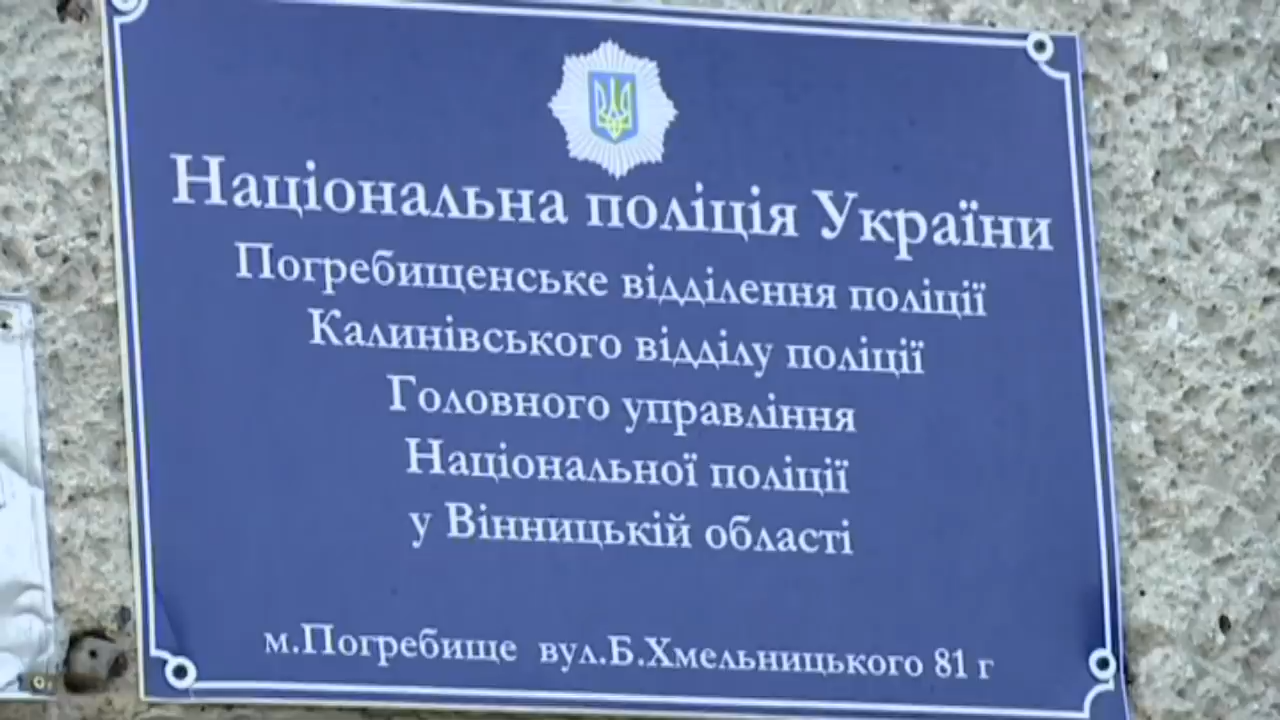 Національна поліція України
Погребищенське відділення поліції
Калинівського відділу поліції
Головного управління
Національної поліції
у Вінницькій області
м.Погребище вул.Б.Хмельницького 81 г